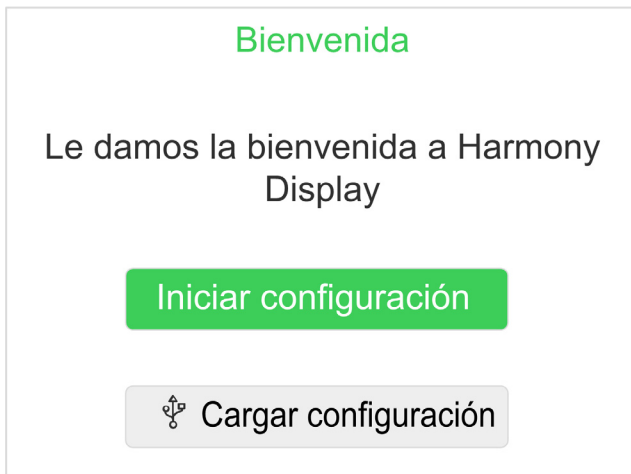 Bienvenida
Le damos la bienvenida a Harmony
Display
Iniciar configuración
Cargar configuración